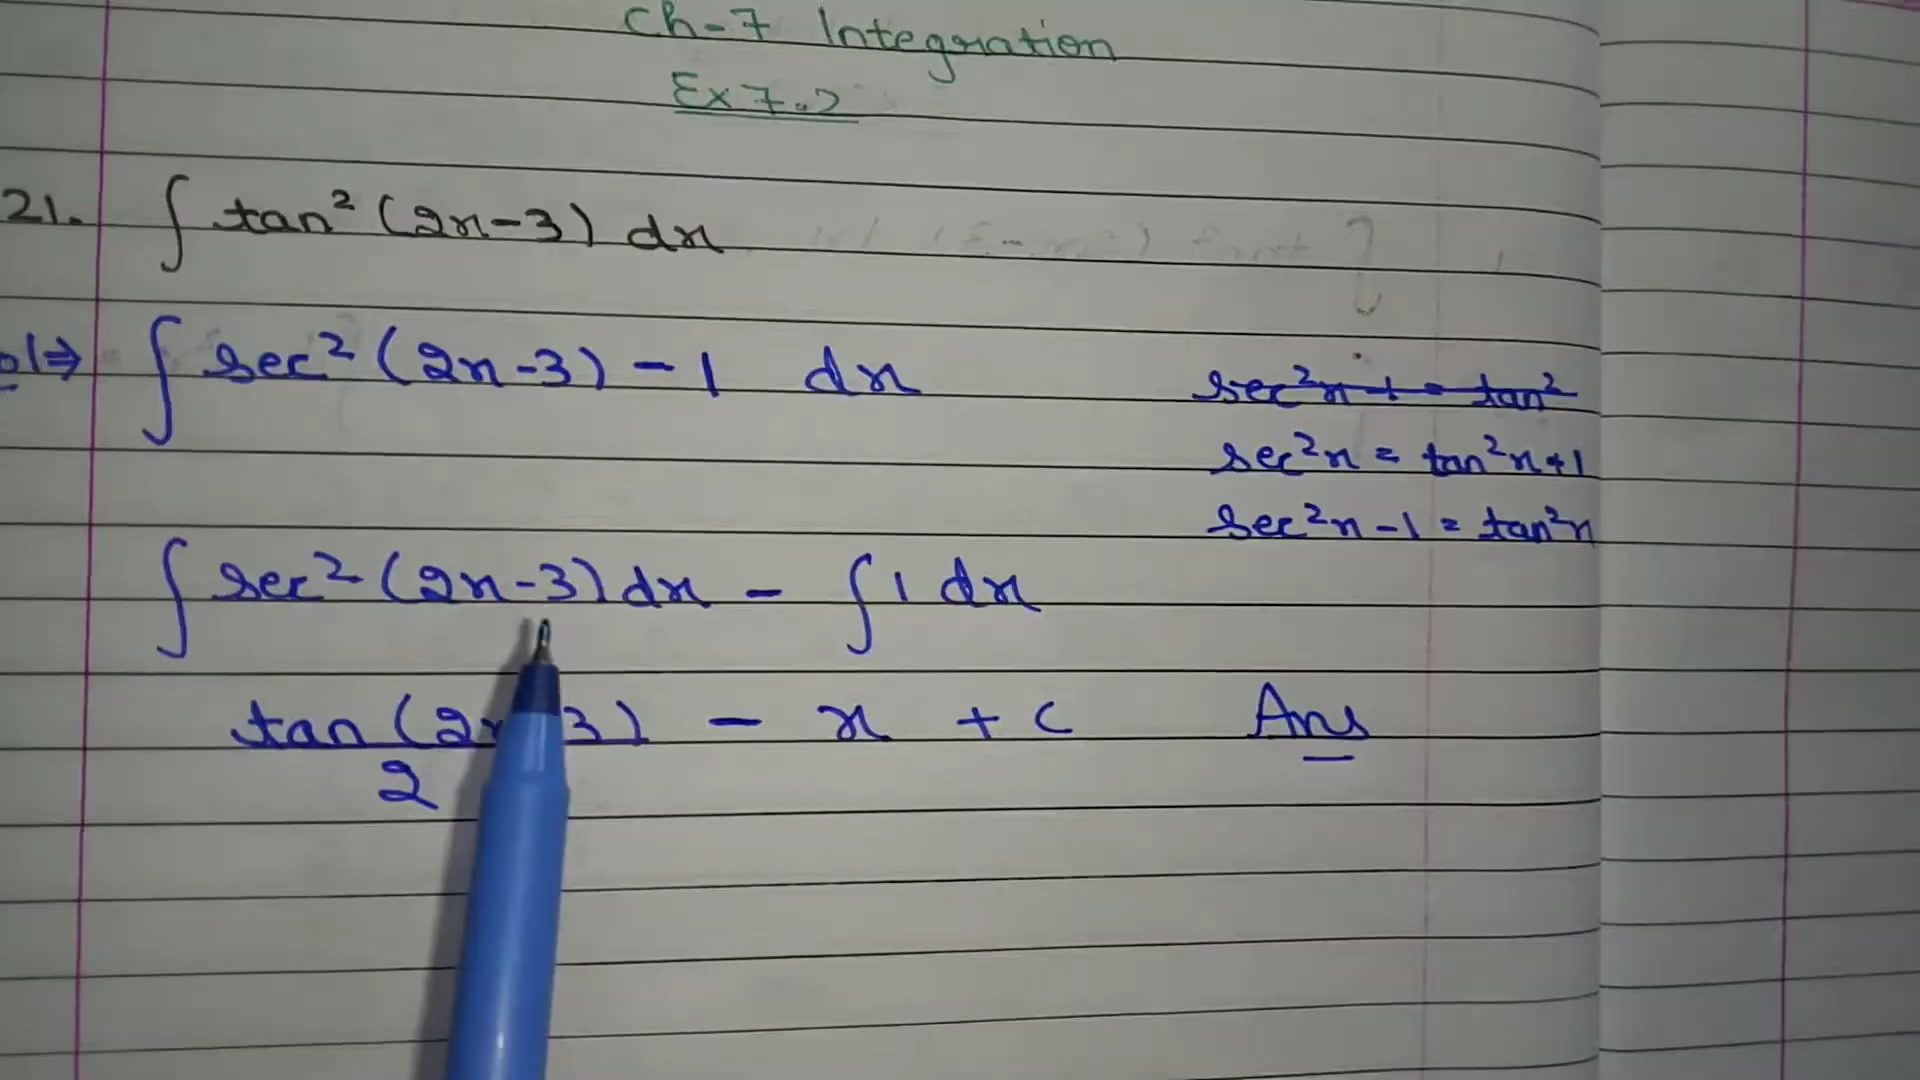 Ch-7 Integration
Ex 7.2
21. ∫ tan² (2x-3) dx
⇒ ∫ sec² (2x-3) - 1 dx
sec²x - 1 = tan²
sec²x = tan²x+1
sec²x - 1 = tan²x
∫ sec² (2x-3) dx - ∫ 1 dx
tan (2x 3) - x + c Ans
2